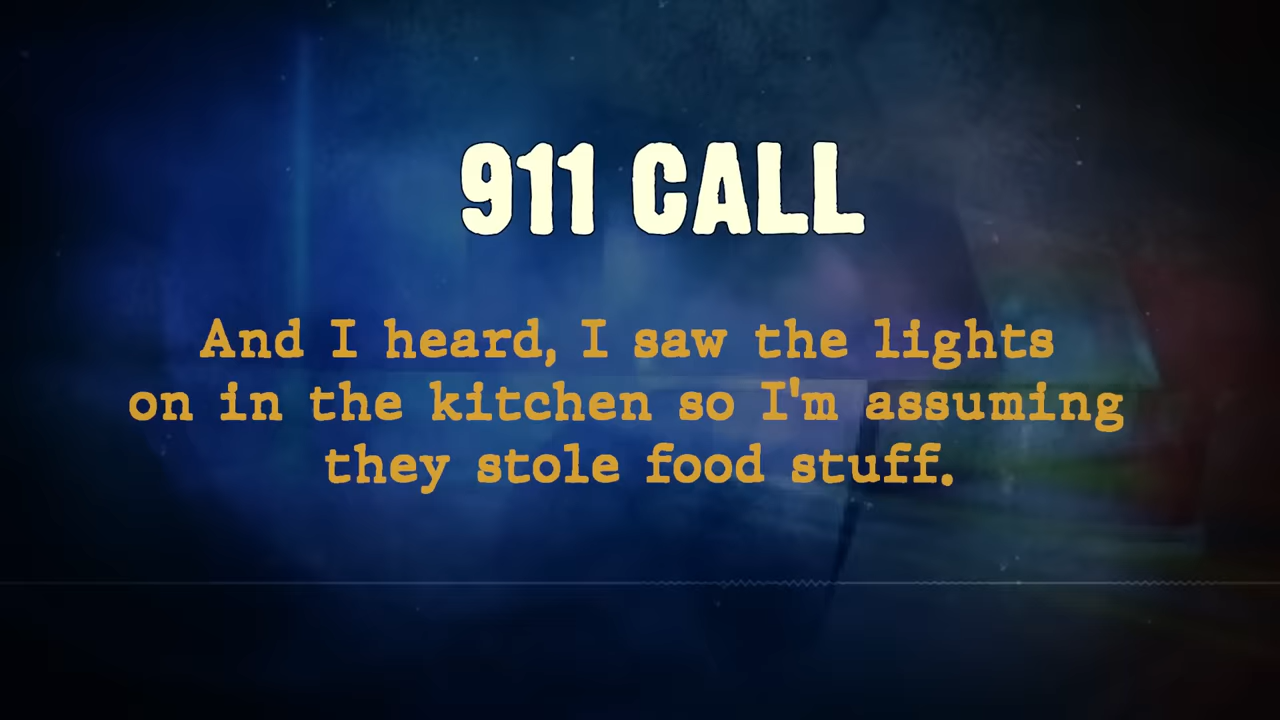 911 CALL
And I heard, I saw the lights
on in the kitchen so I'm assuming
they stole food stuff.